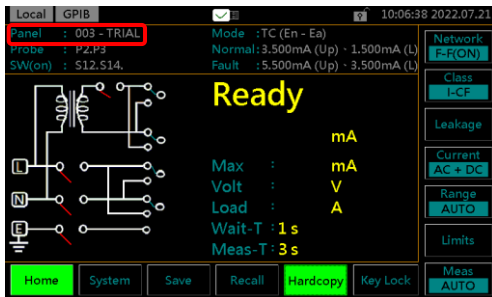 Local GPIB 10:06:38 2022.07.21
Panel : 003 - TRIAL
Probe : P2.P3
SW(on) : S12.S14.
Mode :TC (En - Ea)
Normal:3.500mA (Up) 、1.500mA (L)
Fault :5.500mA (Up) 、3.500mA (L)
Ready
mA
Max : mA
Volt : V
Load : A
Wait-T :1 s
Meas-T:3 s
L
N
E
Network
F-F(ON)
Class
I-CF
Leakage
Current
AC + DC
Range
AUTO
Limits
Meas
AUTO
Home System Save Recall Hardcopy Key Lock